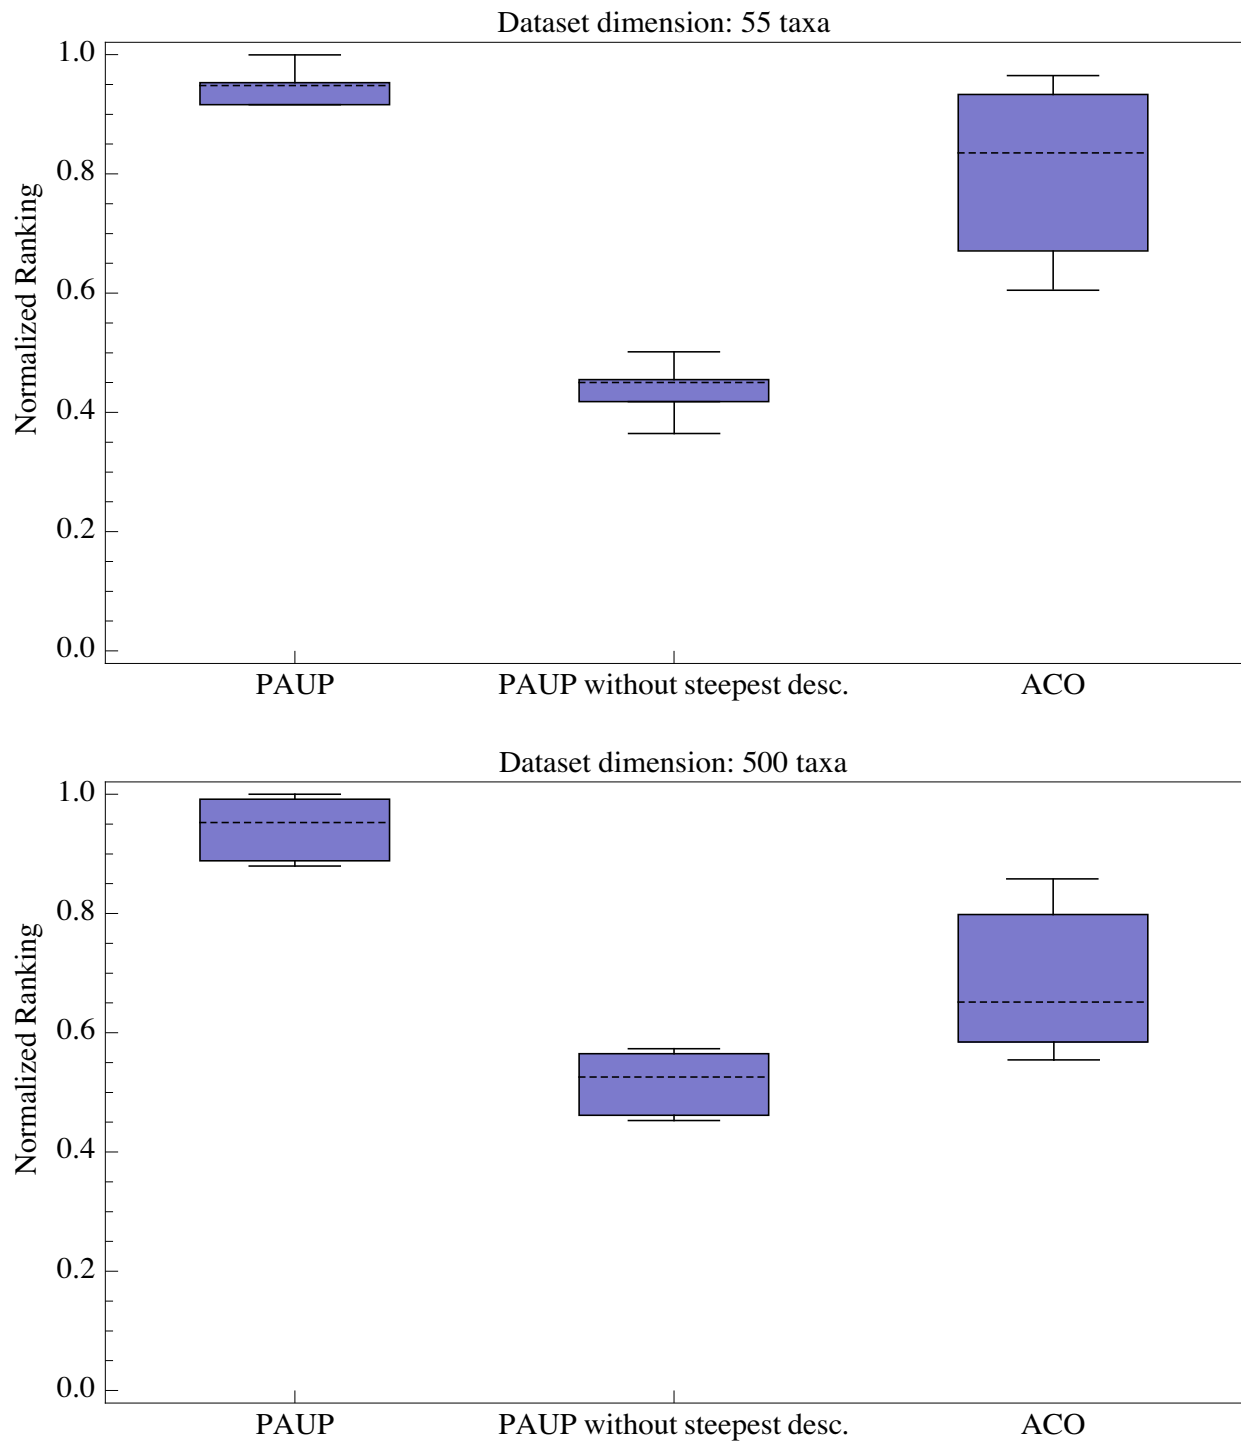 Dataset dimension: 55 taxa
1.0
0.8
0.6
0.4
0.2
0.0
Normalized Ranking
PAUP
PAUP without steepest desc.
ACO
Dataset dimension: 500 taxa
1.0
0.8
0.6
0.4
0.2
0.0
Normalized Ranking
PAUP
PAUP without steepest desc.
ACO